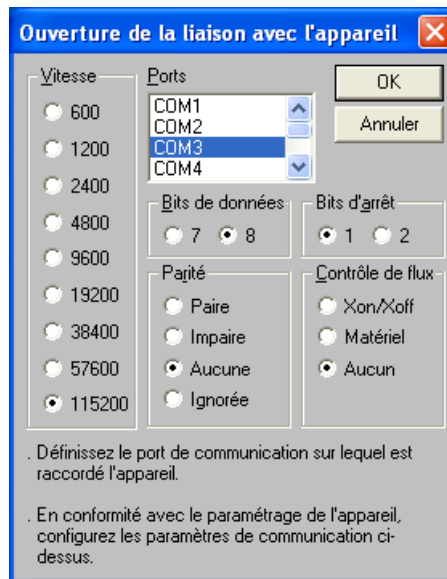 Ouverture de la liaison avec l'appareil
Vitesse
600
1200
2400
4800
9600
19200
38400
57600
115200
Ports
COM1
COM2
COM3
COM4
OK
Annuler
Bits de données
7 8
Bits d'arrêt
1 2
Parité
Paire
Impaire
Aucune
Ignorée
Contrôle de flux
Xon/Xoff
Matériel
Aucun
. Définissez le port de communication sur lequel est
raccordé l'appareil.
. En conformité avec le paramétrage de l'appareil,
configurez les paramètres de communication ci-
dessus.